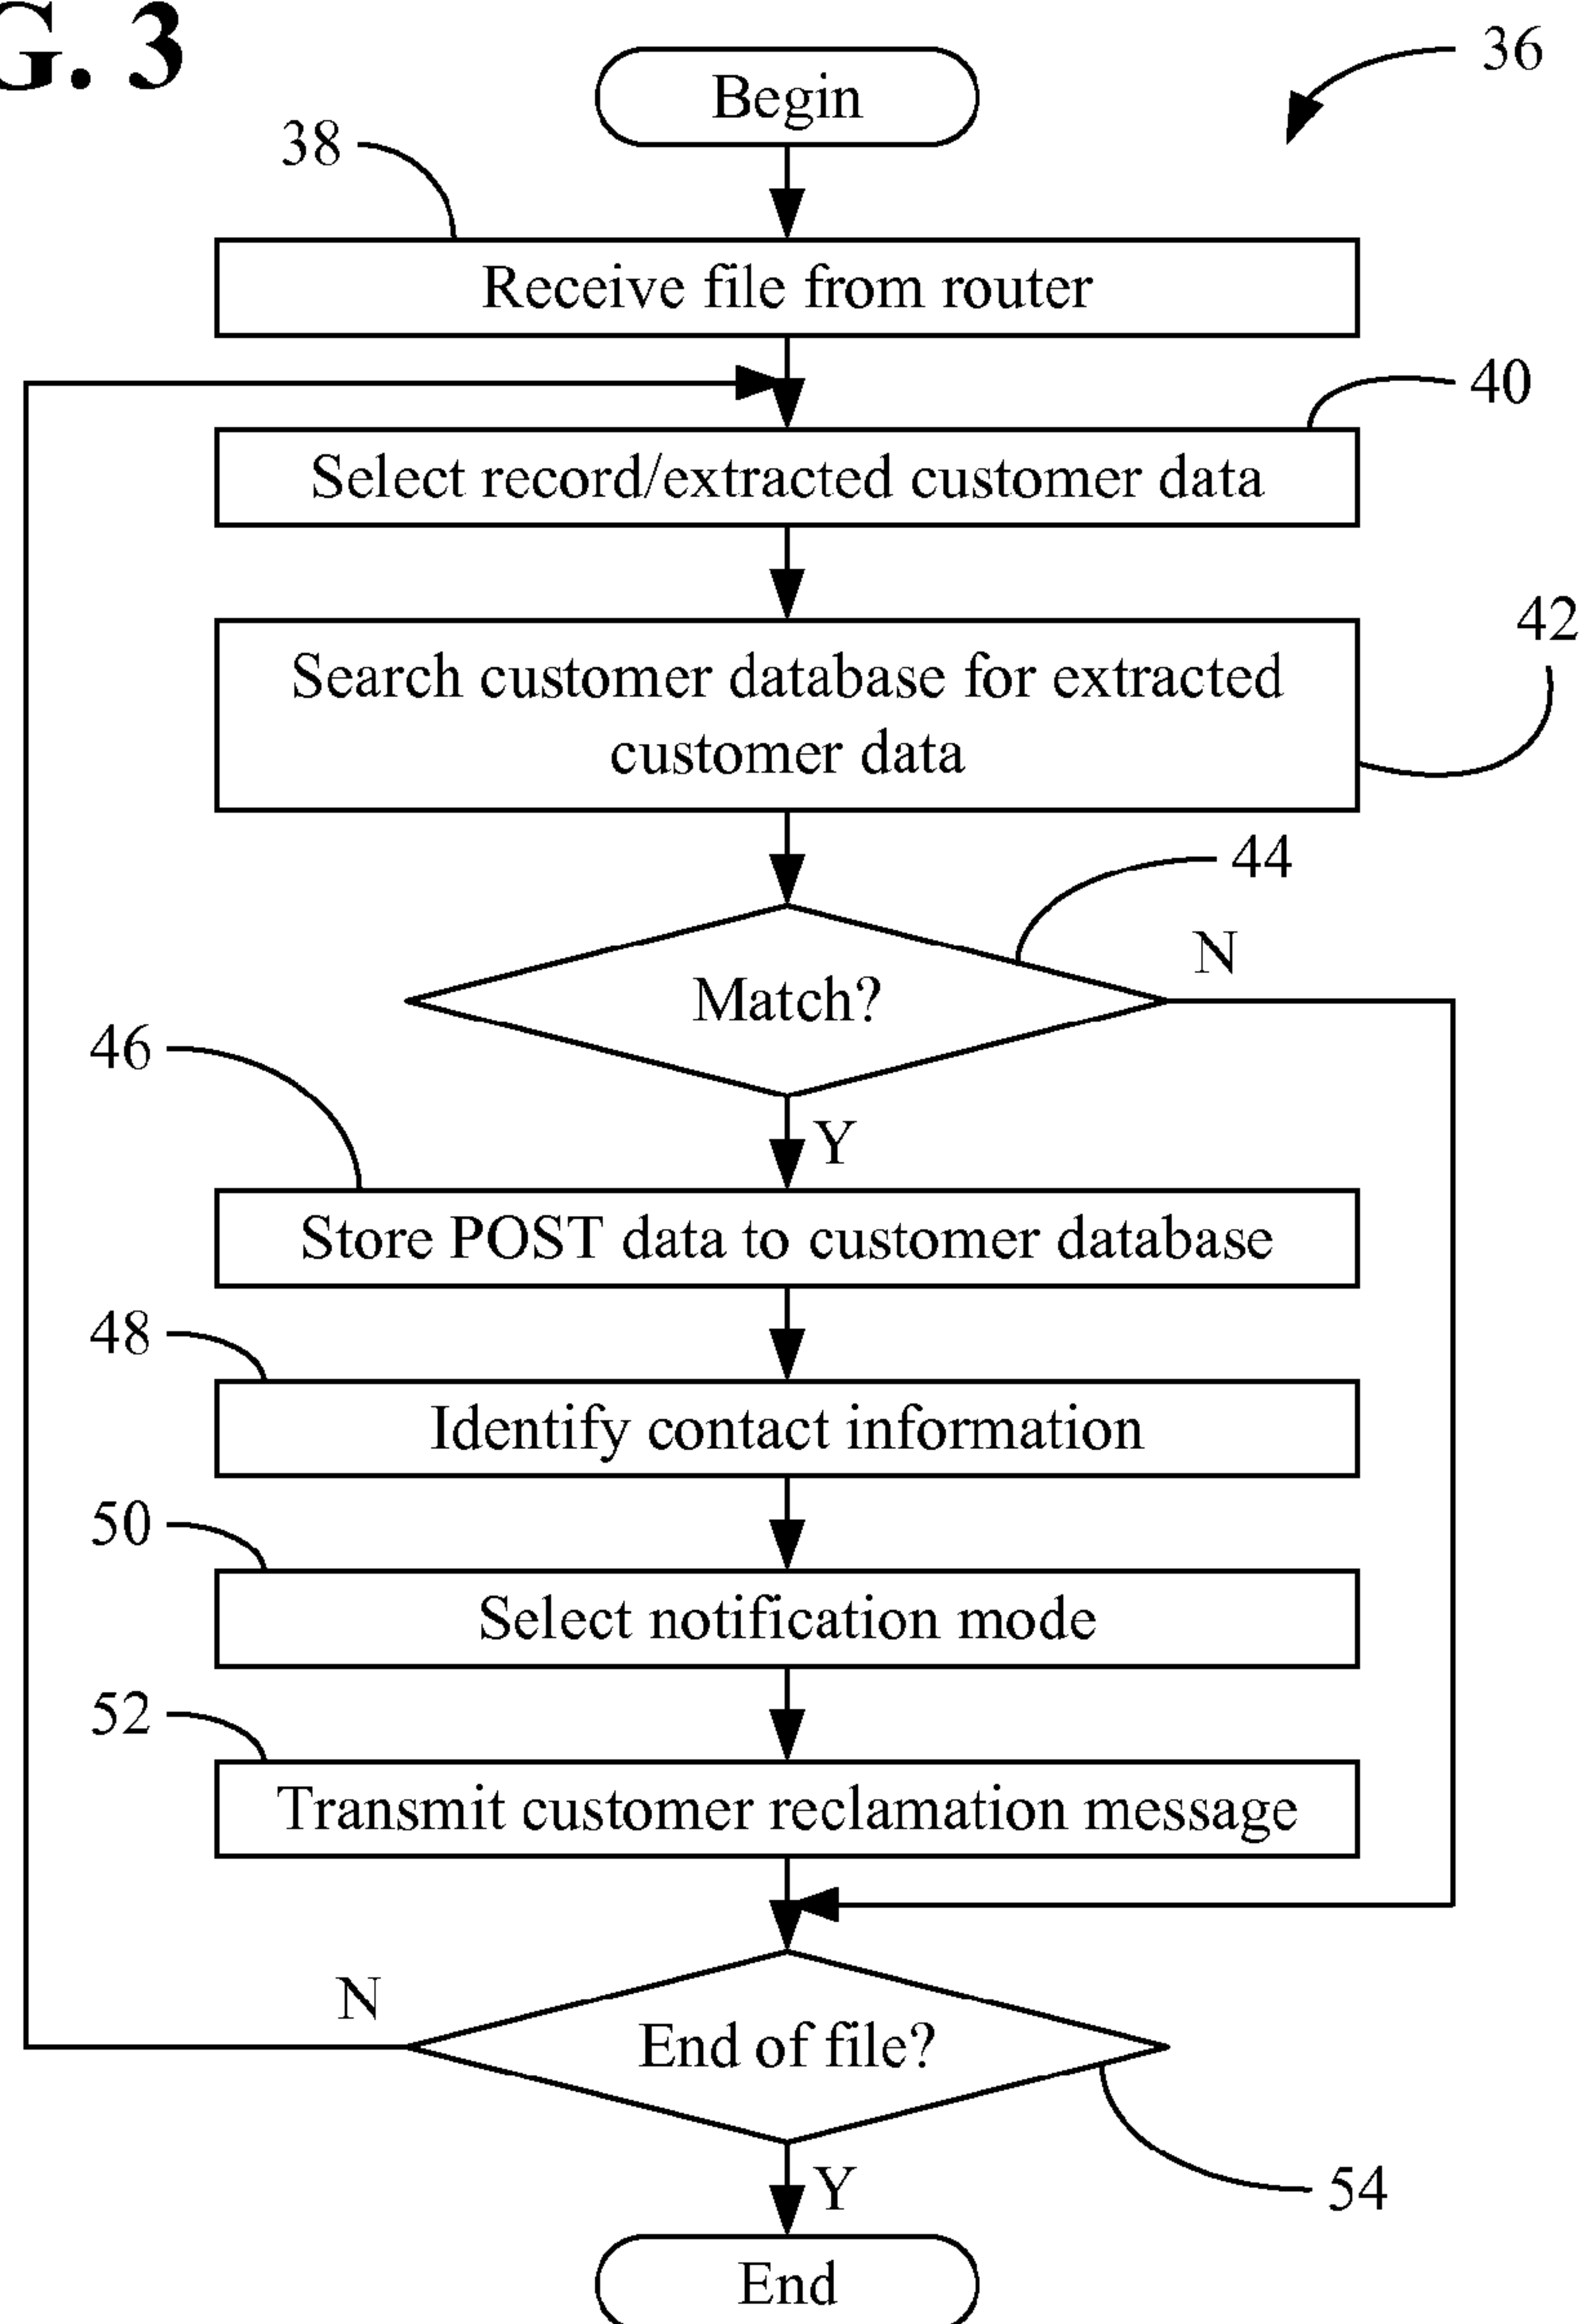 G. 3
36
Begin
38
Receive file from router
40
Select record/extracted customer data
42
Search customer database for extracted
customer data
44
Match?
N
Y
46
Store POST data to customer database
48
Identify contact information
50
Select notification mode
52
Transmit customer reclamation message
N
End of file?
Y
54
End